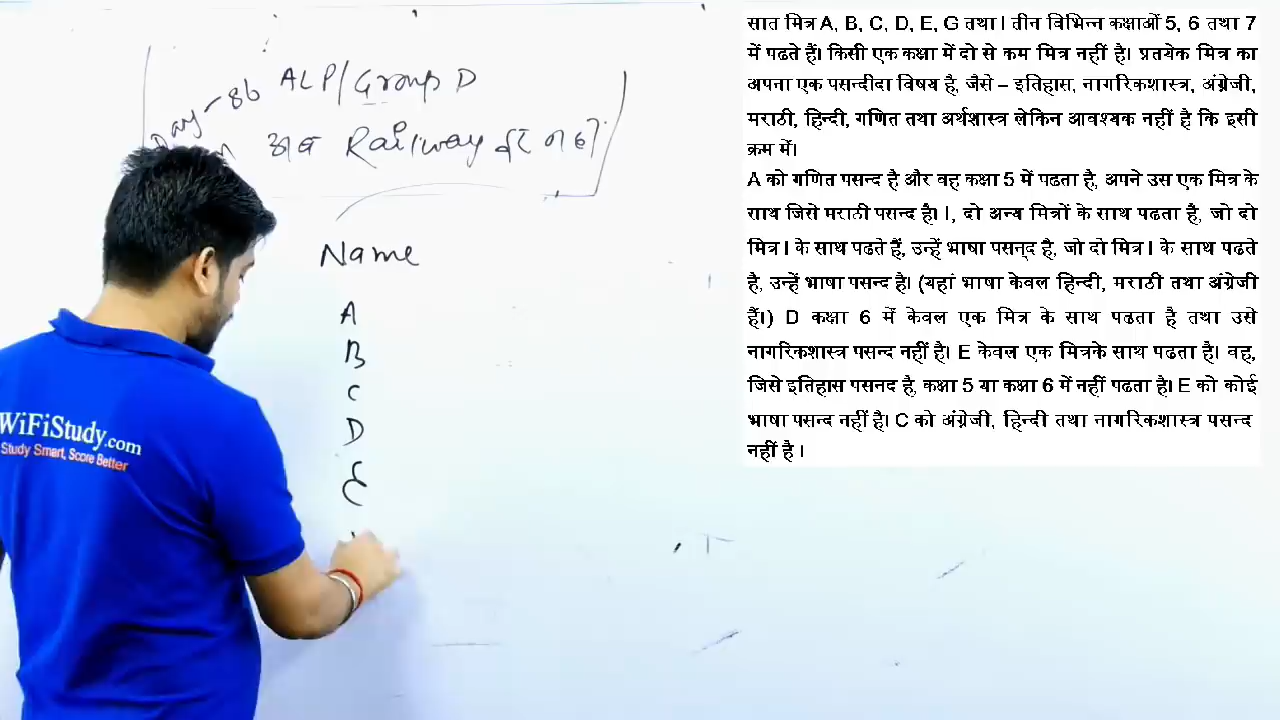 Day-86 ALP/Group D
अब Railway दूर नही
Name
A
B
C
D
E
WiFiStudy.com
Study Smart, Score Better
सात मित्र A, B, C, D, E, G तथा I तीन विभिन्न कक्षाओं 5, 6 तथा 7
में पढते हैं। किसी एक कक्षा में दो से कम मित्र नहीं है। प्रतयेक मित्र का
अपना एक पसन्दीदा विषय है, जैसे – इतिहास, नागरिकशास्त्र, अंग्रेजी,
मराठी, हिन्दी, गणित तथा अर्थशास्त्र लेकिन आवश्यक नहीं है कि इसी
क्रम में।
A को गणित पसन्द है और वह कक्षा 5 में पढता है, अपने उस एक मित्र के
साथ जिसे मराठी पसन्द है। I, दो अन्य मित्रों के साथ पढता है, जो दो
मित्र I के साथ पढते हैं, उन्हें भाषा पसन्द है, जो दो मित्र I के साथ पढते
है, उन्हें भाषा पसन्द है। (यहां भाषा केवल हिन्दी, मराठी तथा अंग्रेजी
हैं।) D कक्षा 6 में केवल एक मित्र के साथ पढता है तथा उसे
नागरिकशास्त्र पसन्द नहीं है। E केवल एक मित्रके साथ पढता है। वह,
जिसे इतिहास पसनद है, कक्षा 5 या कक्षा 6 में नहीं पढता है। E को कोई
भाषा पसन्द नहीं है। C को अंग्रेजी, हिन्दी तथा नागरिकशास्त्र पसन्द
नहीं है ।